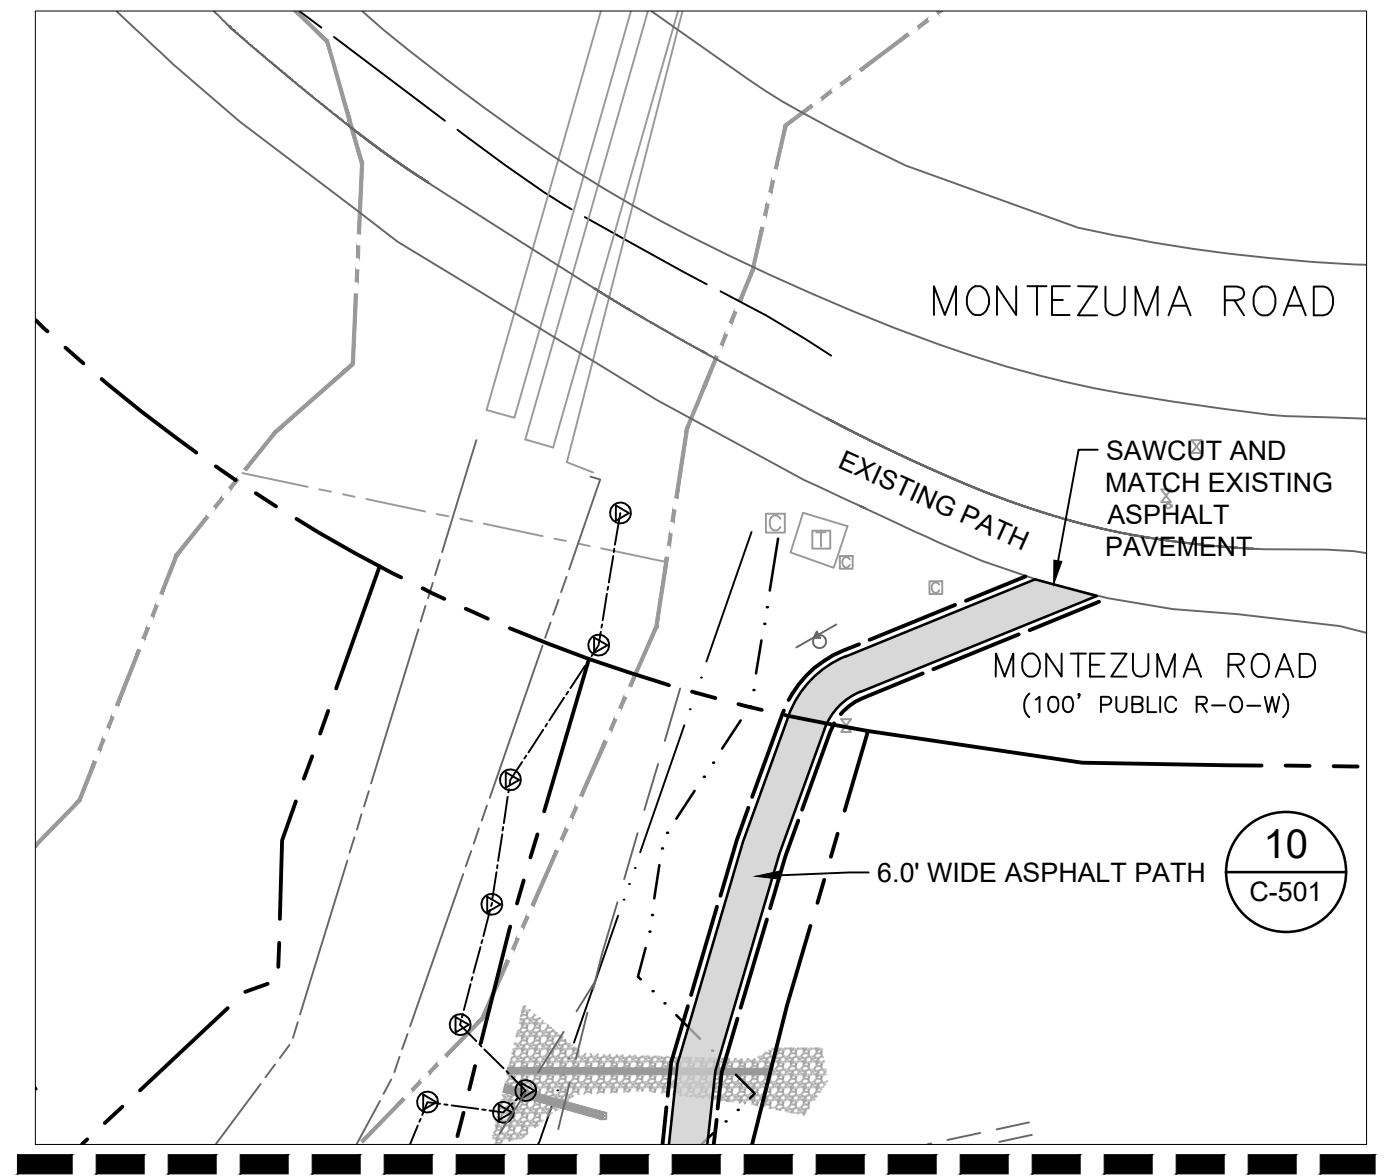 MONTEZUMA ROAD
SAWCUT AND
MATCH EXISTING
ASPHALT
PAVEMENT
EXISTING PATH
C
T
C
C
MONTEZUMA ROAD
(100' PUBLIC R-O-W)
10
C-501
6.0' WIDE ASPHALT PATH